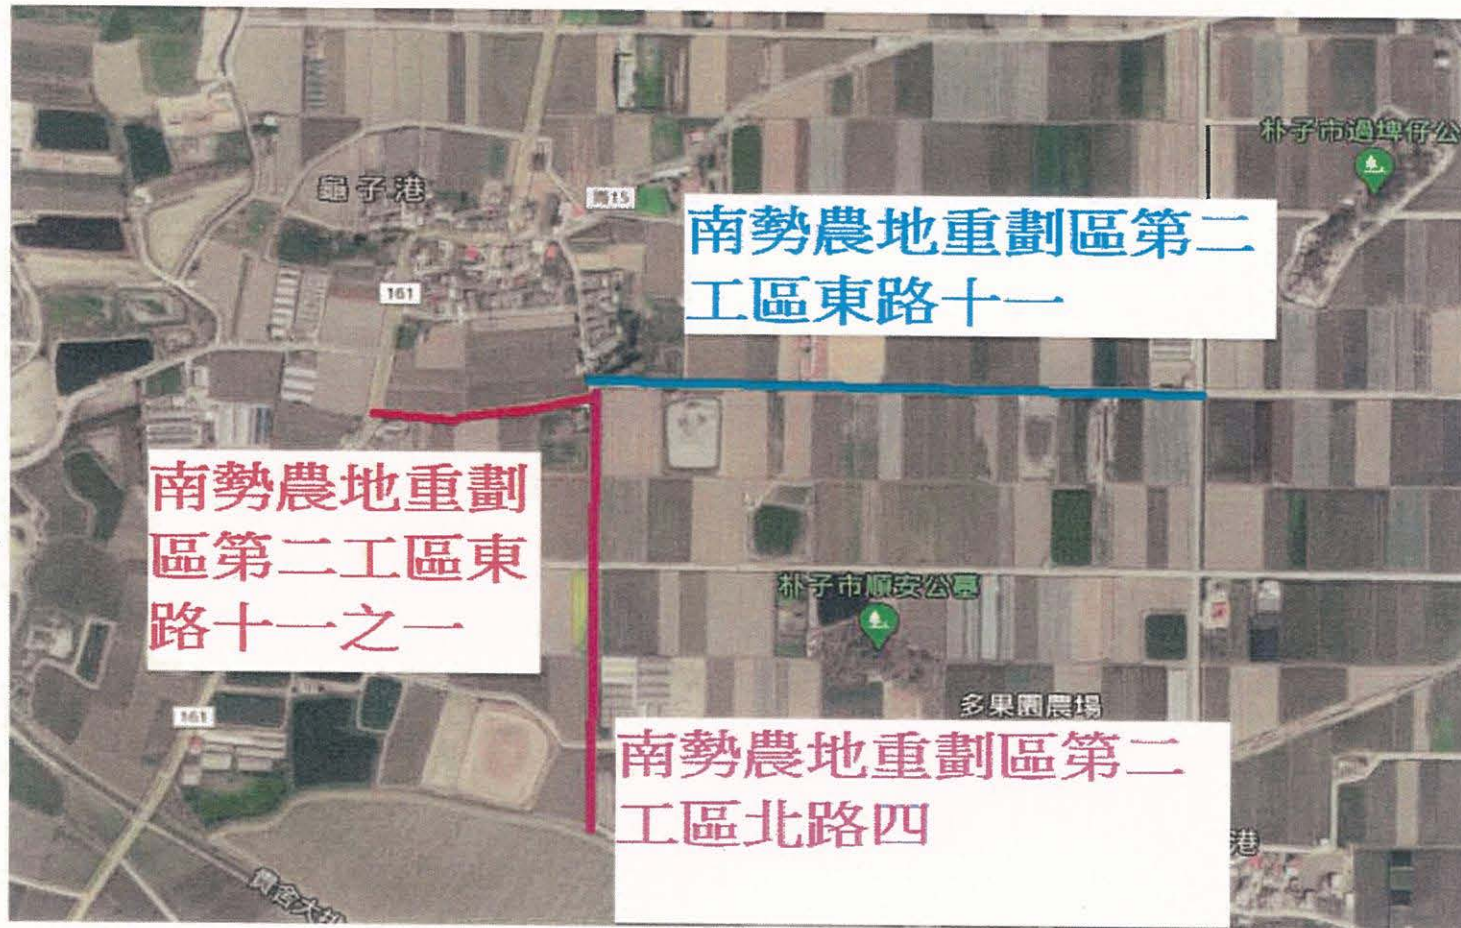 朴子市過埤仔公
龜子港
南勢農地重劃區第二
工區東路十一
161
南勢農地重劃
區第二工區東
路十一之一
朴子市順安公墓
多果園農場
161
南勢農地重劃區第二
工區北路四
港